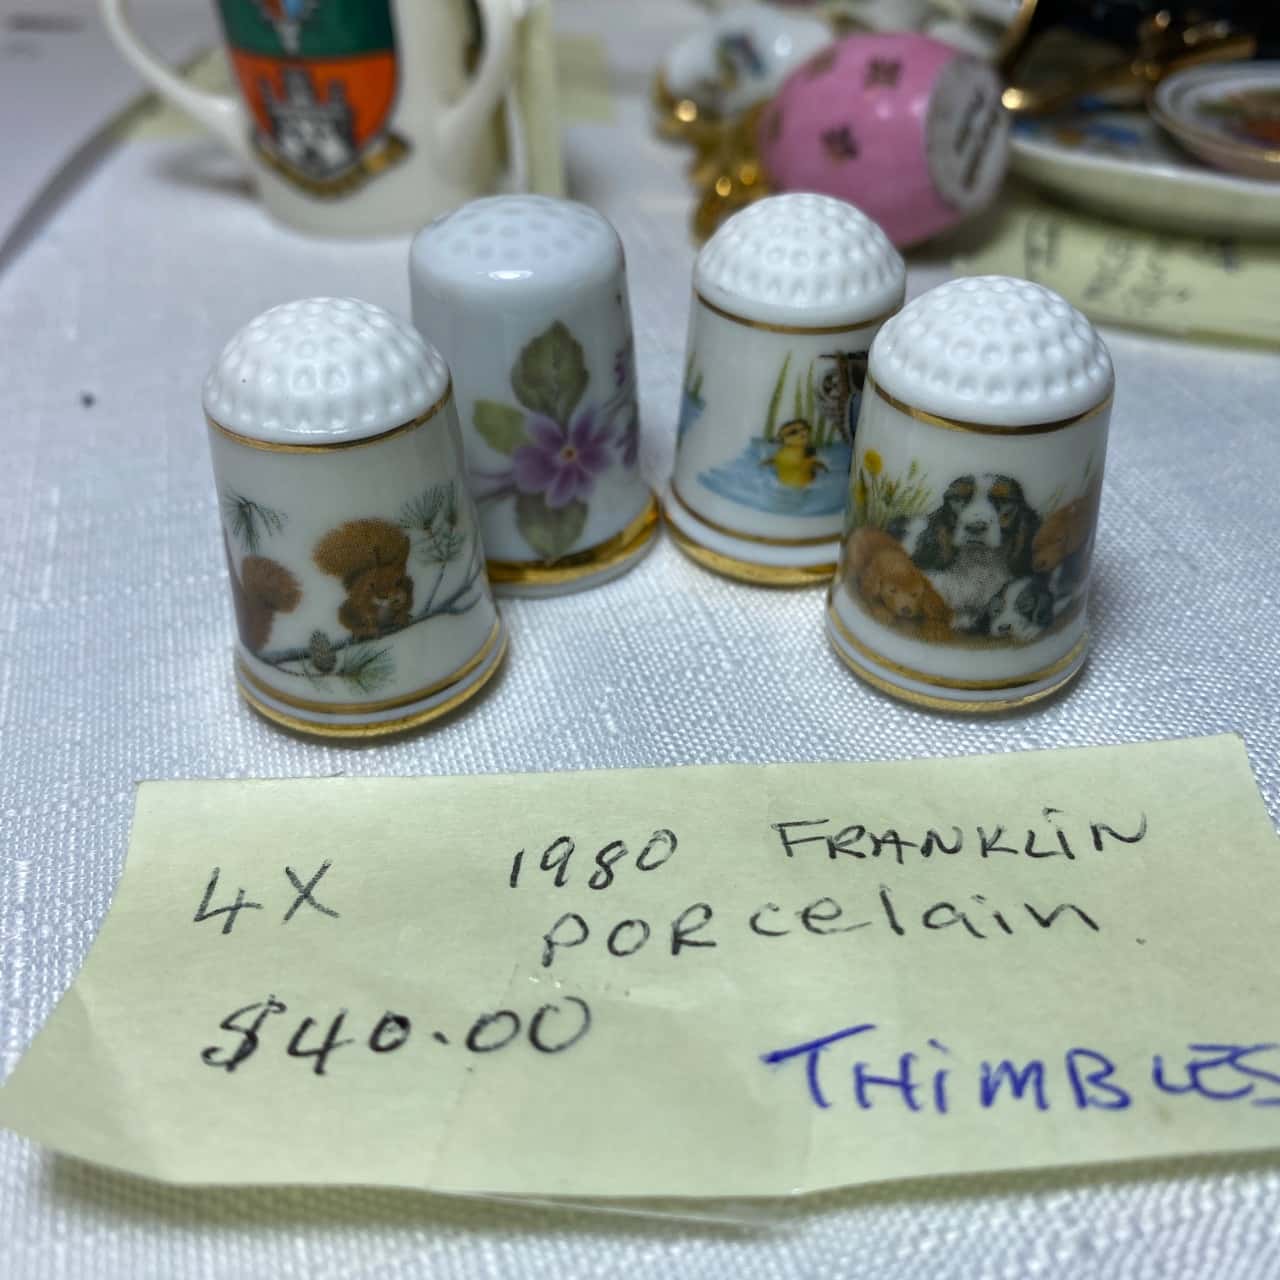 4X 1980 FRANKLiN
PORcelain.
$40.00
THiMBLES